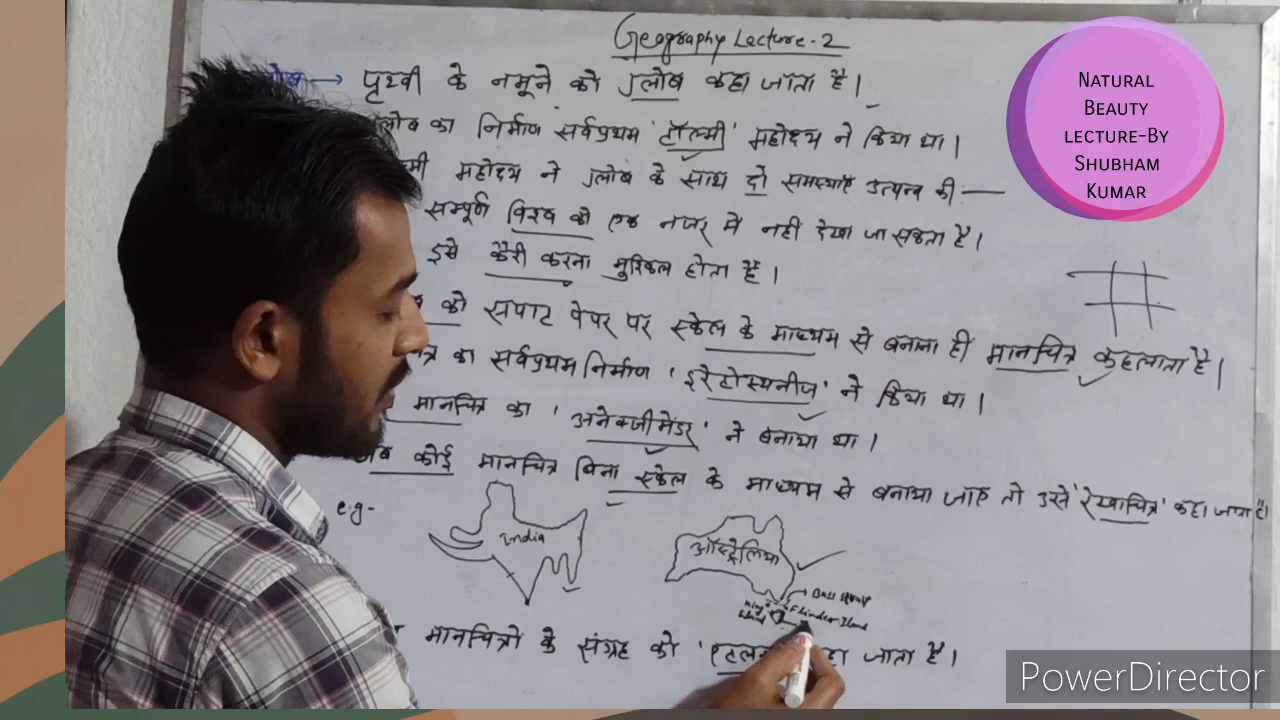 Geography Lecture-2
→ पृथ्वी के नमूने को ग्लोब कहा जाता है।
का निर्माण सर्वप्रथम 'टॉल्मी' महोदय ने किया था।
महोदय ने ग्लोब के साथ दो समस्याएं उत्पन्न की :—
सम्पूर्ण विश्व को एक नजर में नही देखा जा सकता है।
इसे कैरी करना मुश्किल होता है।
को सपाट पेपर पर स्केल के माध्यम से बनाना ही मानचित्र कहलाता है।
का सर्वप्रथम निर्माण 'इरेटोस्थनीज' ने किया था।
मानचित्र का 'अनेक्जीमेंडर' ने बनाया था।
कोई मानचित्र बिना स्केल के माध्यम से बनाया जाए तो उसे 'रेखाचित्र' कहा जाता है।
e.g-
India
ऑस्ट्रेलिया
मानचित्रो के संग्रह को जाता है।
NATURAL
BEAUTY
LECTURE-BY
SHUBHAM
KUMAR
PowerDirector